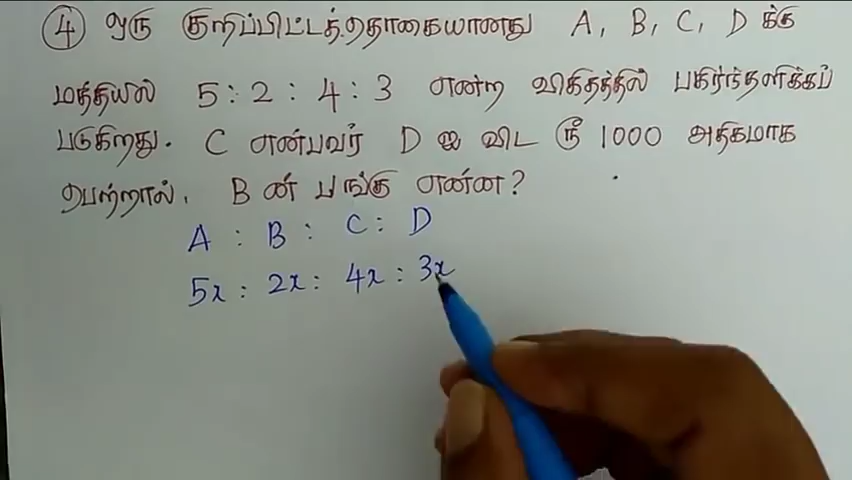 ④ ஒரு குறிப்பிட்டத்தொகையானது A, B, C, D க்கு
மத்தியில் 5 : 2 : 4 : 3 என்ற விகிதத்தில் பகிர்ந்தளிக்கப்
படுகிறது. C என்பவர் D ஐ விட ரூ 1000 அதிகமாக
பெற்றால், B ன் பங்கு என்ன?
A : B : C : D
5x : 2x : 4x : 3x